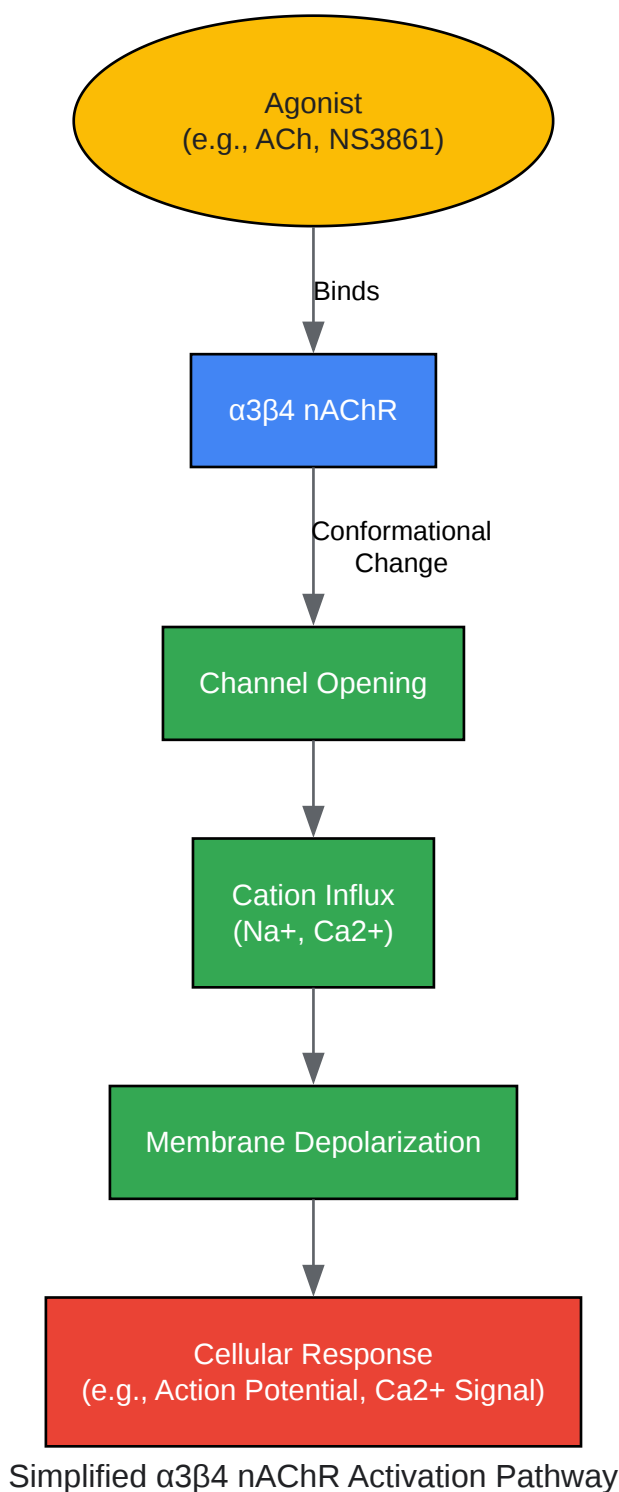 Agonist
(e.g., ACh, NS3861)
Binds
α3β4 nAChR
Conformational
Change
Channel Opening
Cation Influx
(Na+, Ca2+)
Membrane Depolarization
Cellular Response
(e.g., Action Potential, Ca2+ Signal)
Simplified α3β4 nAChR Activation Pathway